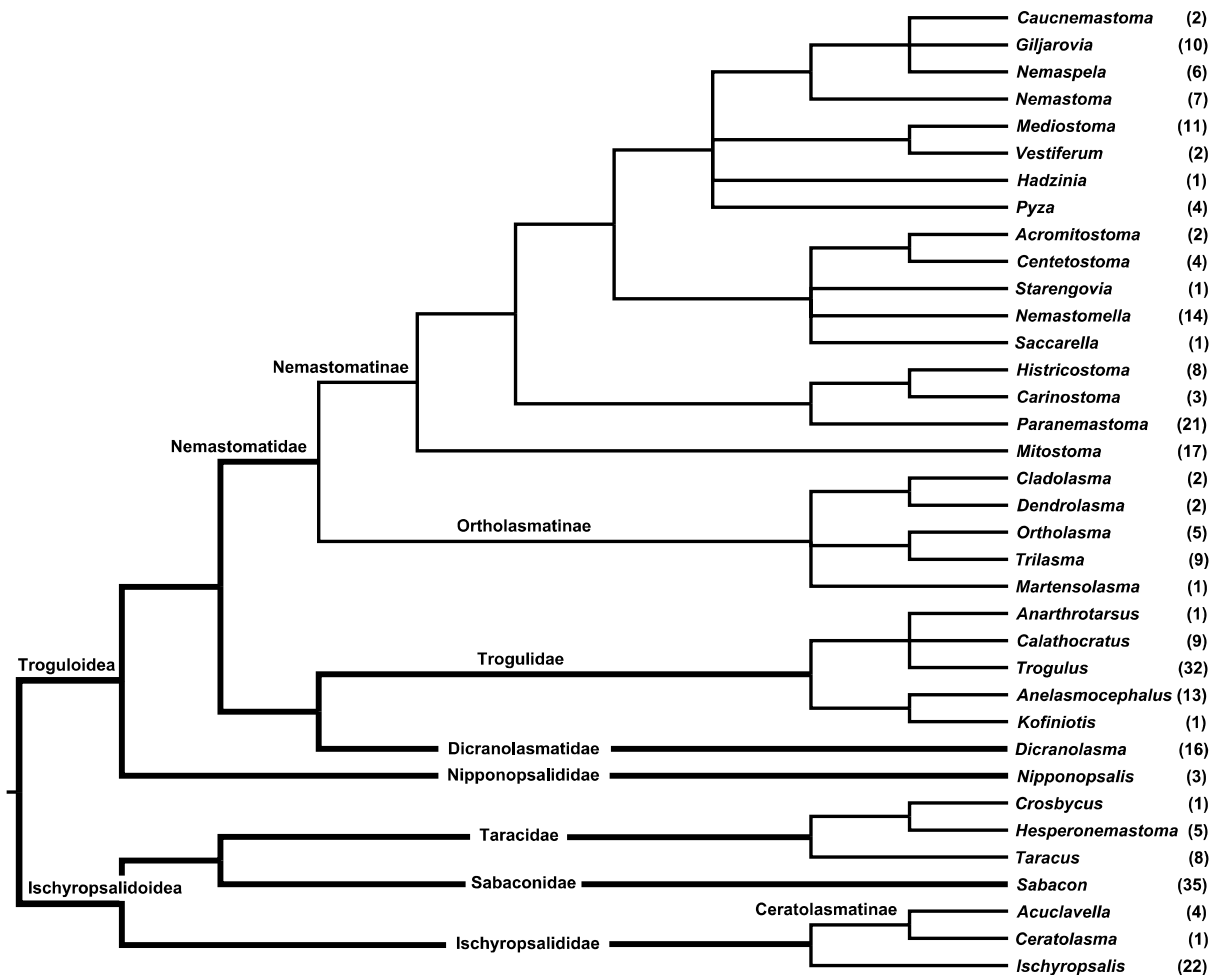 Caucnemastoma (2)
Giljarovia (10)
Nemaspela (6)
Nemastoma (7)
Mediostoma (11)
Vestiferum (2)
Hadzinia (1)
Pyza (4)
Acromitostoma (2)
Centetostoma (4)
Starengovia (1)
Nemastomella (14)
Saccarella (1)
Nemastomatinae
Histricostoma (8)
Carinostoma (3)
Paranemastoma (21)
Nemastomatidae
Mitostoma (17)
Cladolasma (2)
Dendrolasma (2)
Ortholasmatinae
Ortholasma (5)
Trilasma (9)
Martensolasma (1)
Anarthrotarsus (1)
Calathocratus (9)
Troguloidea
Trogulidae
Trogulus (32)
Anelasmocephalus (13)
Kofiniotis (1)
Dicranolasmatidae
Dicranolasma (16)
Nipponopsalididae
Nipponopsalis (3)
Crosbycus (1)
Taracidae
Hesperonemastoma (5)
Taracus (8)
Ischyropsalidoidea
Sabaconidae
Sabacon (35)
Ceratolasmatinae
Acuclavella (4)
Ceratolasma (1)
Ischyropsalididae
Ischyropsalis (22)